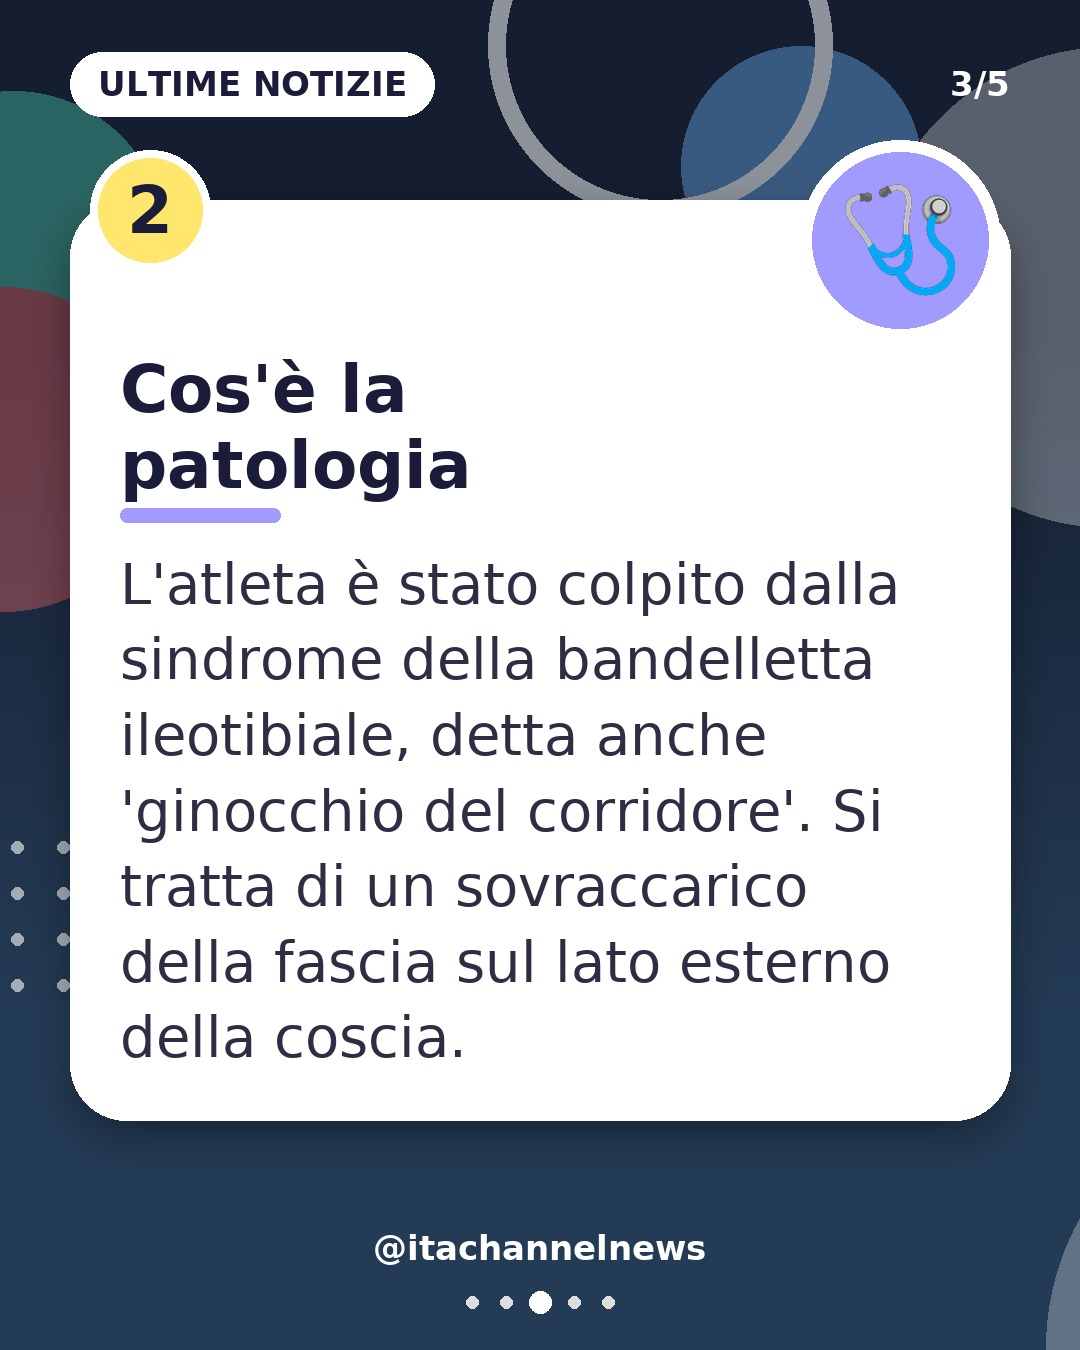 ULTIME NOTIZIE
3/5
2
Cos'è la
patologia
L'atleta è stato colpito dalla
sindrome della bandelletta
ileotibiale, detta anche
'ginocchio del corridore'. Si
tratta di un sovraccarico
della fascia sul lato esterno
della coscia.
@itachannelnews